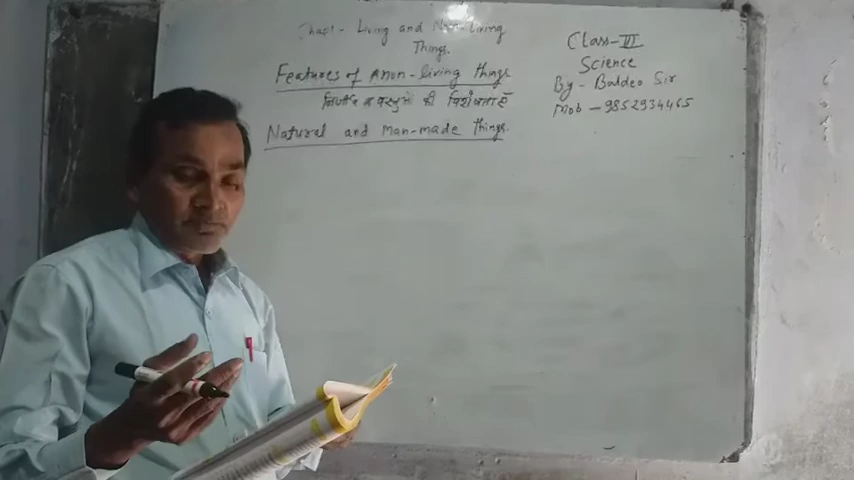 Chapt- Living and Non-Living
Things.
Features of Anon-living things
निर्जीव व वस्तुओं की विशेषताएँ
Natural and man-made things.
Class-III
Science
By- Baldeo Sir
Mob - 9852934465